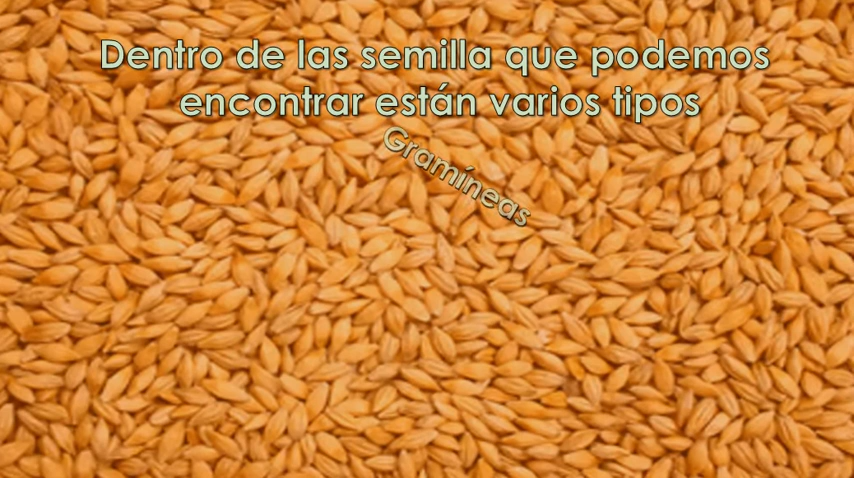 Dentro de las semilla que podemos
encontrar están varios tipos
Gramíneas